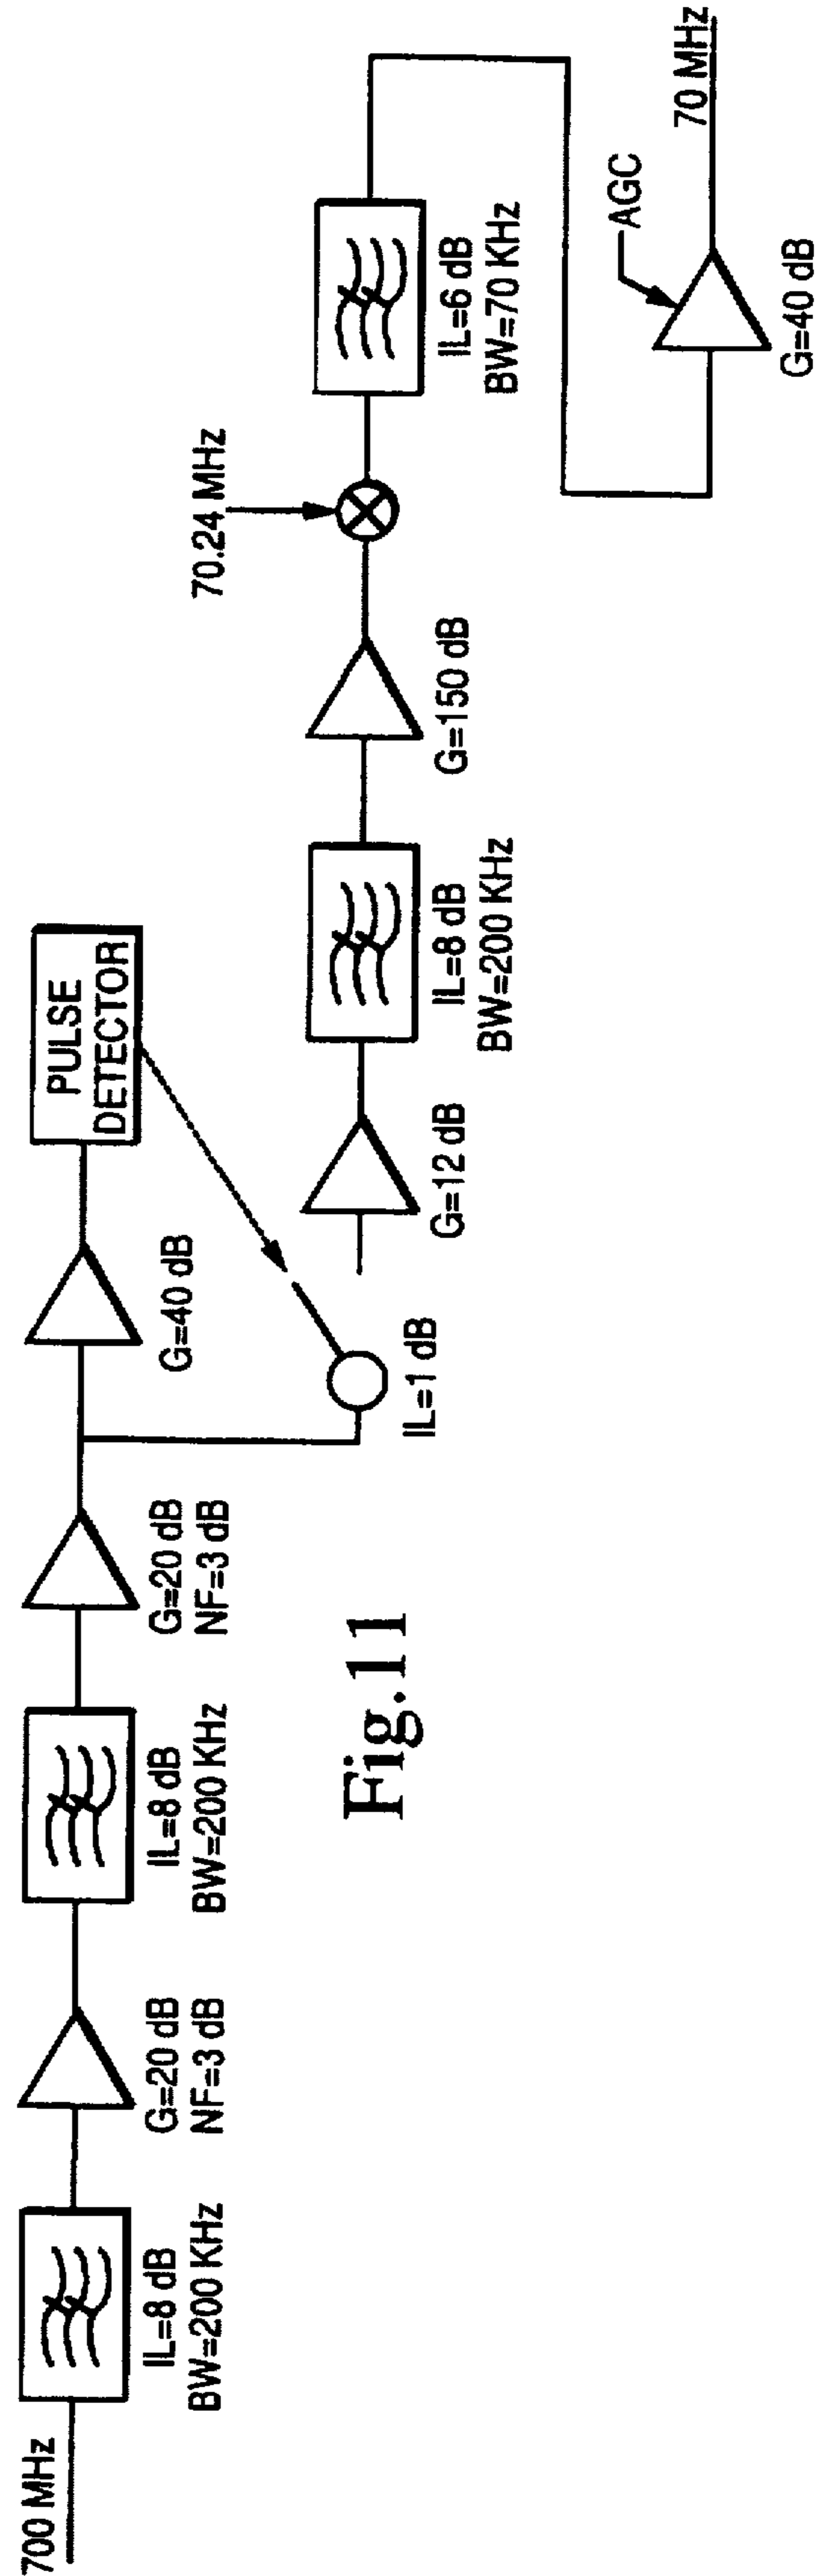 700 MHz
IL=8 dB
BW=200 KHz
G=20 dB
NF=3 dB
IL=8 dB
BW=200 KHz
G=20 dB
NF=3 dB
G=40 dB
PULSE
DETECTOR
IL=1 dB
G=12 dB
IL=8 dB
BW=200 KHz
G=150 dB
70.24 MHz
IL=6 dB
BW=70 KHz
AGC
G=40 dB
70 MHz
Fig.11